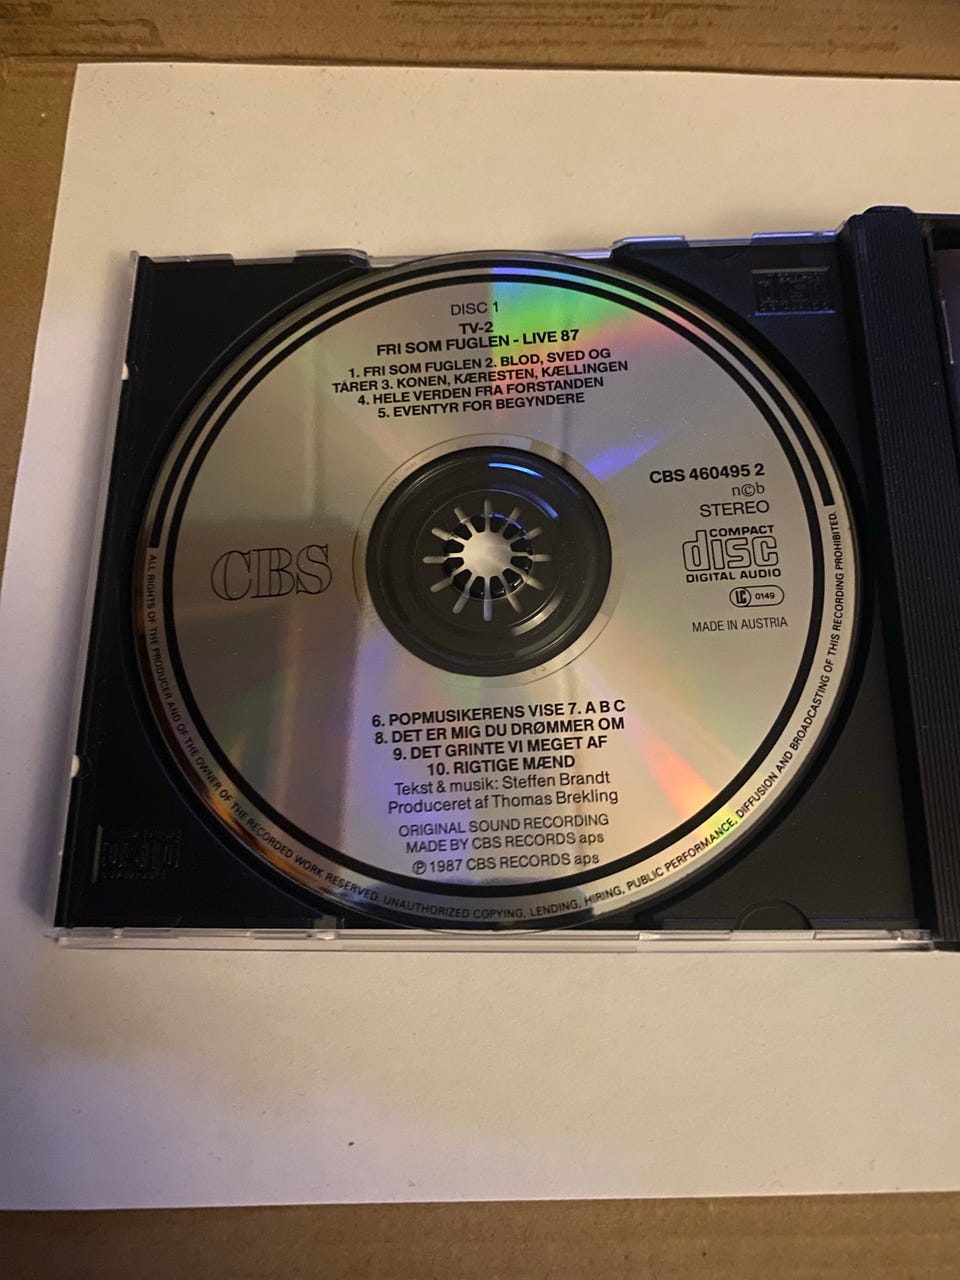 DISC 1
TV-2
FRI SOM FUGLEN - LIVE 87
1. FRI SOM FUGLEN 2. BLOD, SVED OG
TÅRER 3. KONEN, KÆRESTEN, KÆLLINGEN
4. HELE VERDEN FRA FORSTANDEN
5. EVENTYR FOR BEGYNDERE
CBS 460495 2
n©b
STEREO
COMPACT
disc
DIGITAL AUDIO
LC 0149
MADE IN AUSTRIA
CBS
6. POPMUSIKERENS VISE 7. A B C
8. DET ER MIG DU DRØMMER OM
9. DET GRINTE VI MEGET AF
10. RIGTIGE MÆND
Tekst & musik: Steffen Brandt
Produceret af Thomas Brekling
ORIGINAL SOUND RECORDING
MADE BY CBS RECORDS aps
℗ 1987 CBS RECORDS aps
ALL RIGHTS OF THE PRODUCER AND OF THE OWNER OF THE RECORDED WORK RESERVED. UNAUTHORIZED COPYING, LENDING, HIRING, PUBLIC PERFORMANCE, DIFFUSION AND BROADCASTING OF THIS RECORDING PROHIBITED.